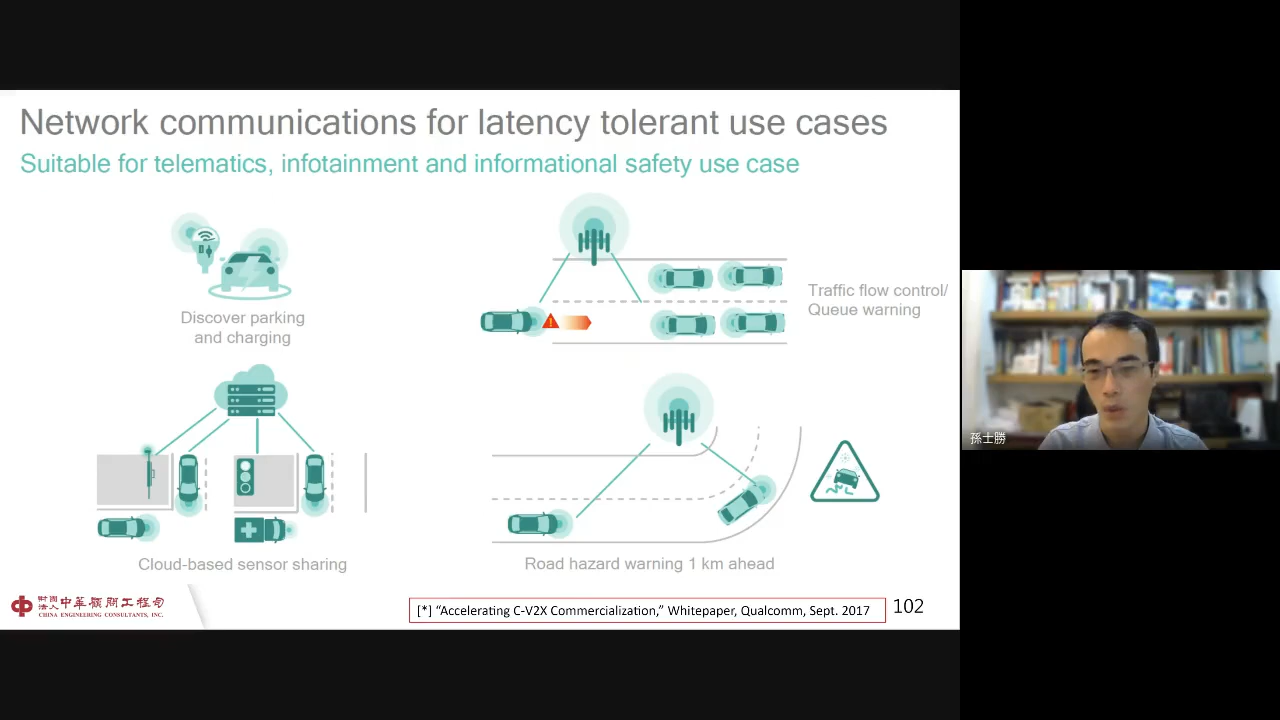 Network communications for latency tolerant use cases
Suitable for telematics, infotainment and informational safety use case
Discover parking
and charging
Traffic flow control/
Queue warning
Cloud-based sensor sharing
Road hazard warning 1 km ahead
財團法人中華顧問工程司
CHINA ENGINEERING CONSULTANTS, INC.
[*] “Accelerating C-V2X Commercialization,” Whitepaper, Qualcomm, Sept. 2017
102
孫士勝